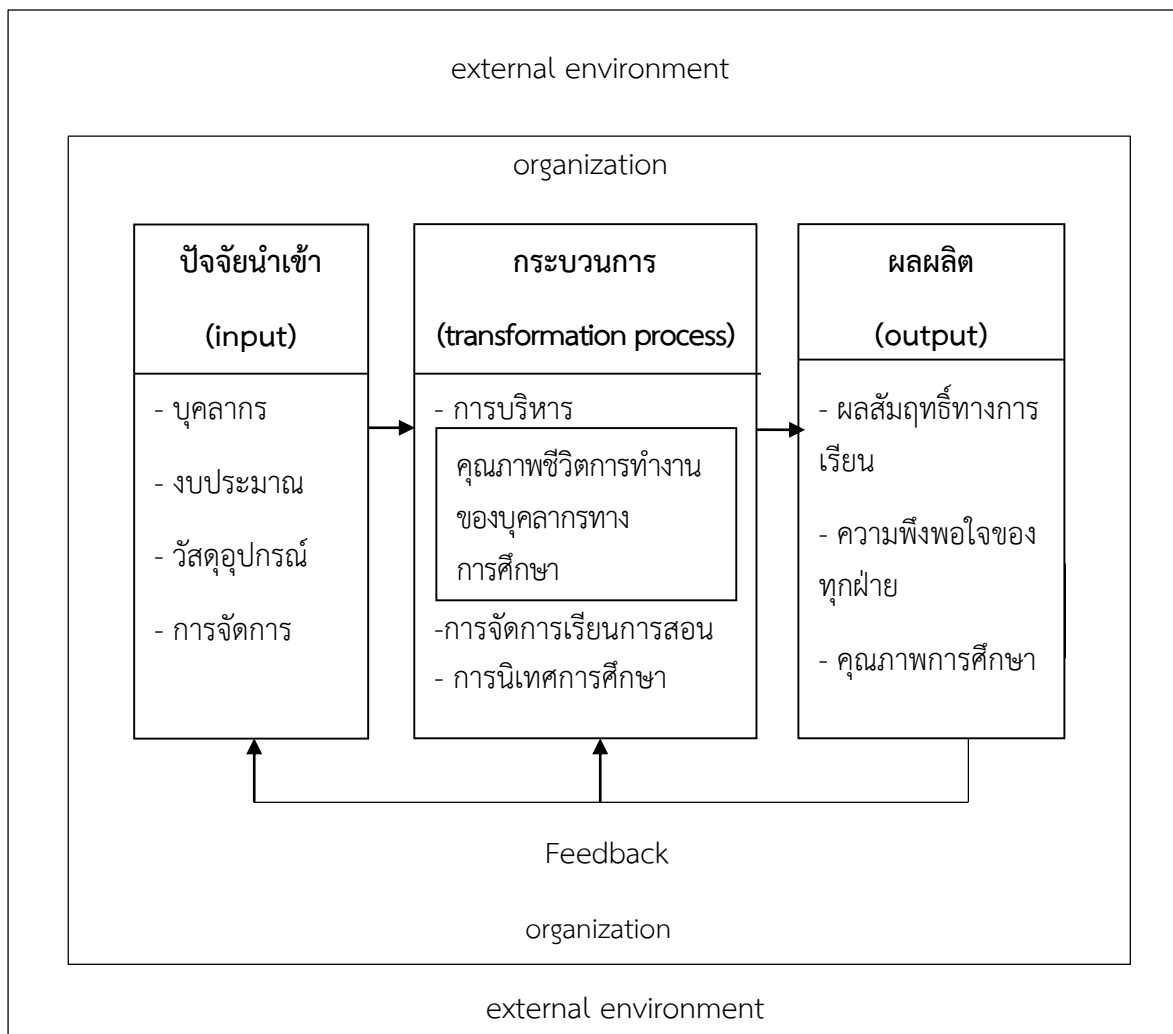 external environment
organization
ปัจจัยนำเข้า
(input)
- บุคลากร
- งบประมาณ
- วัสดุอุปกรณ์
- การจัดการ
กระบวนการ
(transformation process)
- การบริหาร
คุณภาพชีวิตการทำงาน
ของบุคลากรทาง
การศึกษา
-การจัดการเรียนการสอน
- การนิเทศการศึกษา
ผลผลิต
(output)
- ผลสัมฤทธิ์ทางการ
เรียน
- ความพึงพอใจของ
ทุกฝ่าย
- คุณภาพการศึกษา
Feedback
organization
external environment